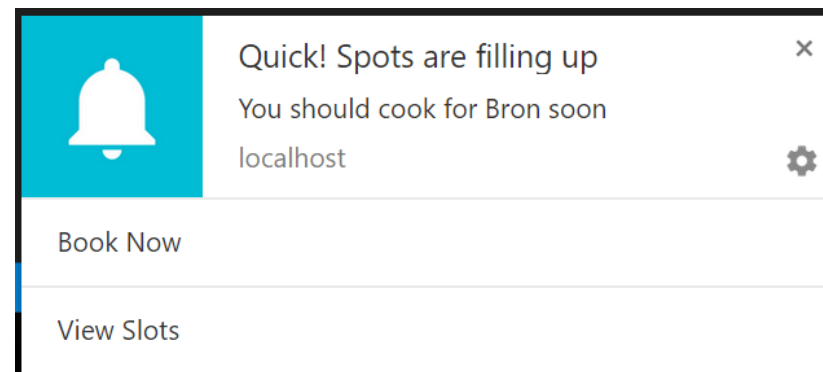 Quick! Spots are filling up
You should cook for Bron soon
localhost
Book Now
View Slots